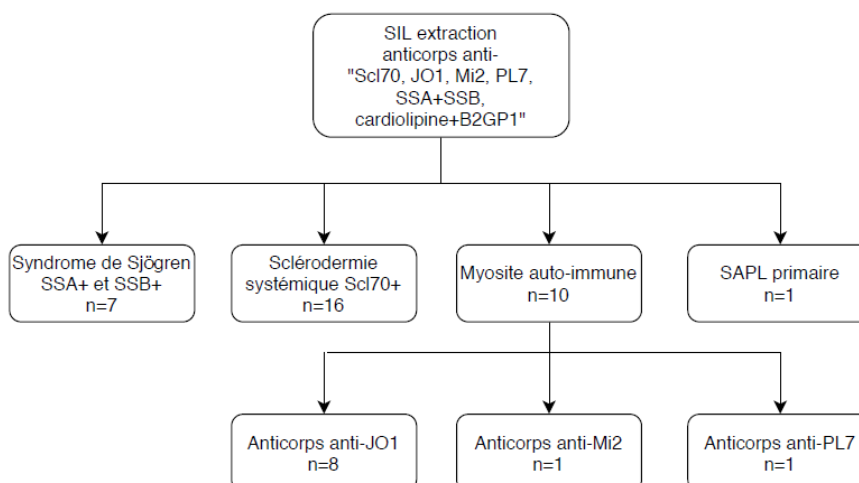 SIL extraction
anticorps anti-
"Scl70, JO1, Mi2, PL7,
SSA+SSB,
cardiolipine+B2GP1"
Syndrome de Sjögren
SSA+ et SSB+
n=7
Sclérodermie
systémique Scl70+
n=16
Myosite auto-immune
n=10
SAPL primaire
n=1
Anticorps anti-JO1
n=8
Anticorps anti-Mi2
n=1
Anticorps anti-PL7
n=1